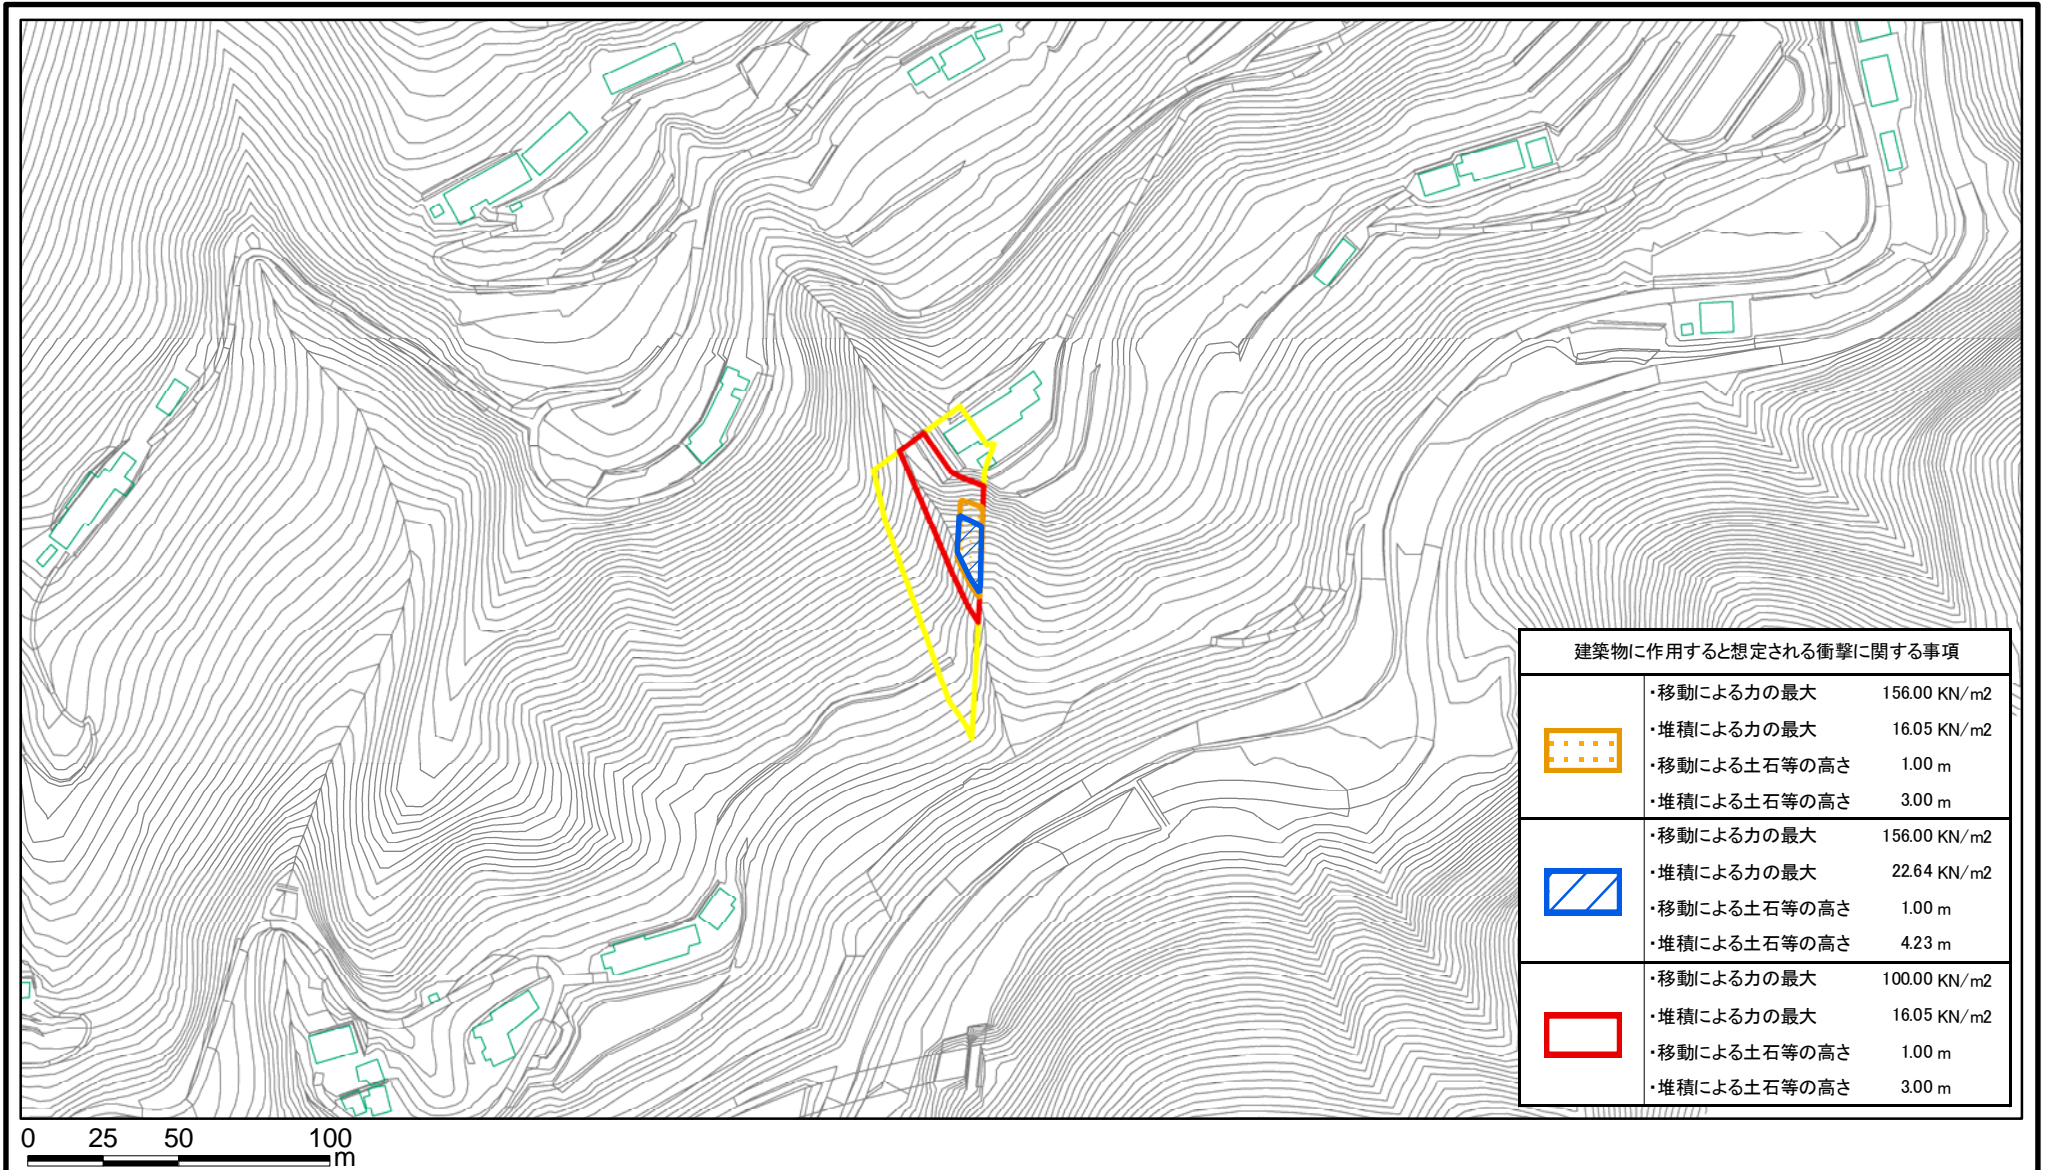 建築物に作用すると想定される衝撃に関する事項
・移動による力の最大 156.00 KN/m2
・堆積による力の最大 16.05 KN/m2
・移動による土石等の高さ 1.00 m
・堆積による土石等の高さ 3.00 m
・移動による力の最大 156.00 KN/m2
・堆積による力の最大 22.64 KN/m2
・移動による土石等の高さ 1.00 m
・堆積による土石等の高さ 4.23 m
・移動による力の最大 100.00 KN/m2
・堆積による力の最大 16.05 KN/m2
・移動による土石等の高さ 1.00 m
・堆積による土石等の高さ 3.00 m
0 25 50 100
m